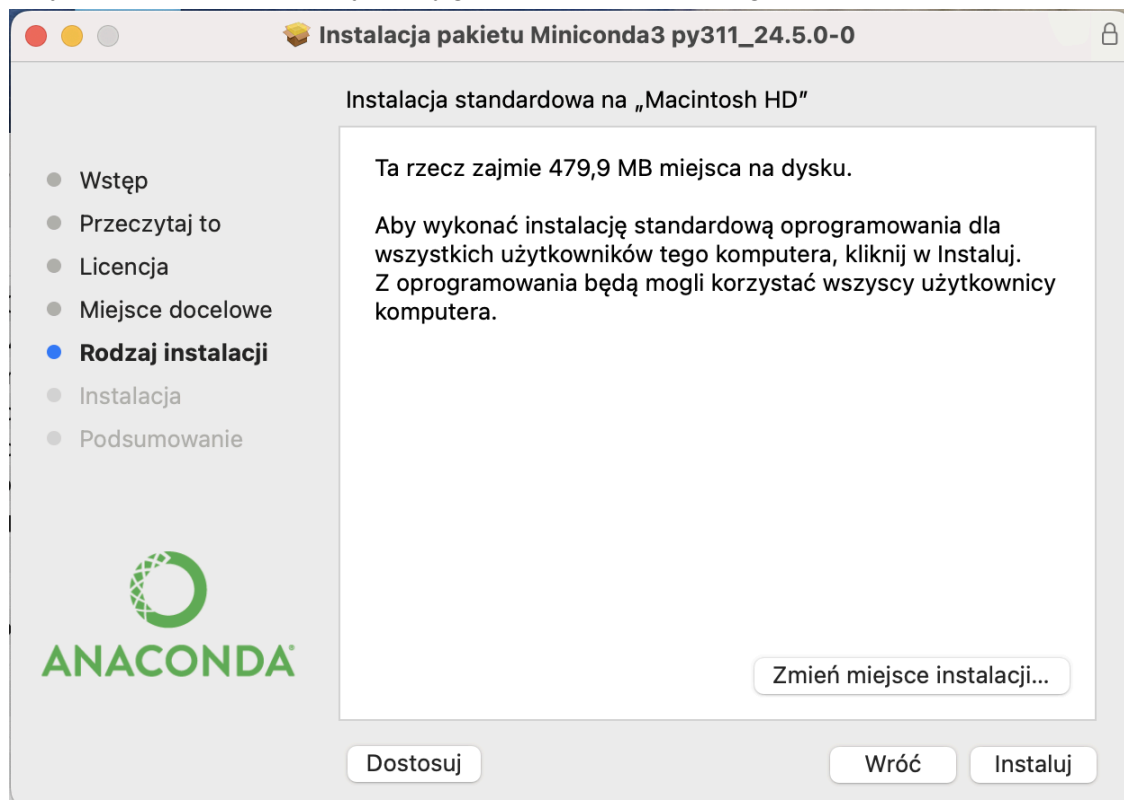 Instalacja pakietu Miniconda3 py311_24.5.0-0
Instalacja standardowa na „Macintosh HD”
Wstęp
Przeczytaj to
Licencja
Miejsce docelowe
Rodzaj instalacji
Instalacja
Podsumowanie
Ta rzecz zajmie 479,9 MB miejsca na dysku.
Aby wykonać instalację standardową oprogramowania dla
wszystkich użytkowników tego komputera, kliknij w Instaluj.
Z oprogramowania będą mogli korzystać wszyscy użytkownicy
komputera.
ANACONDA
Zmień miejsce instalacji...
Dostosuj
Wróć
Instaluj